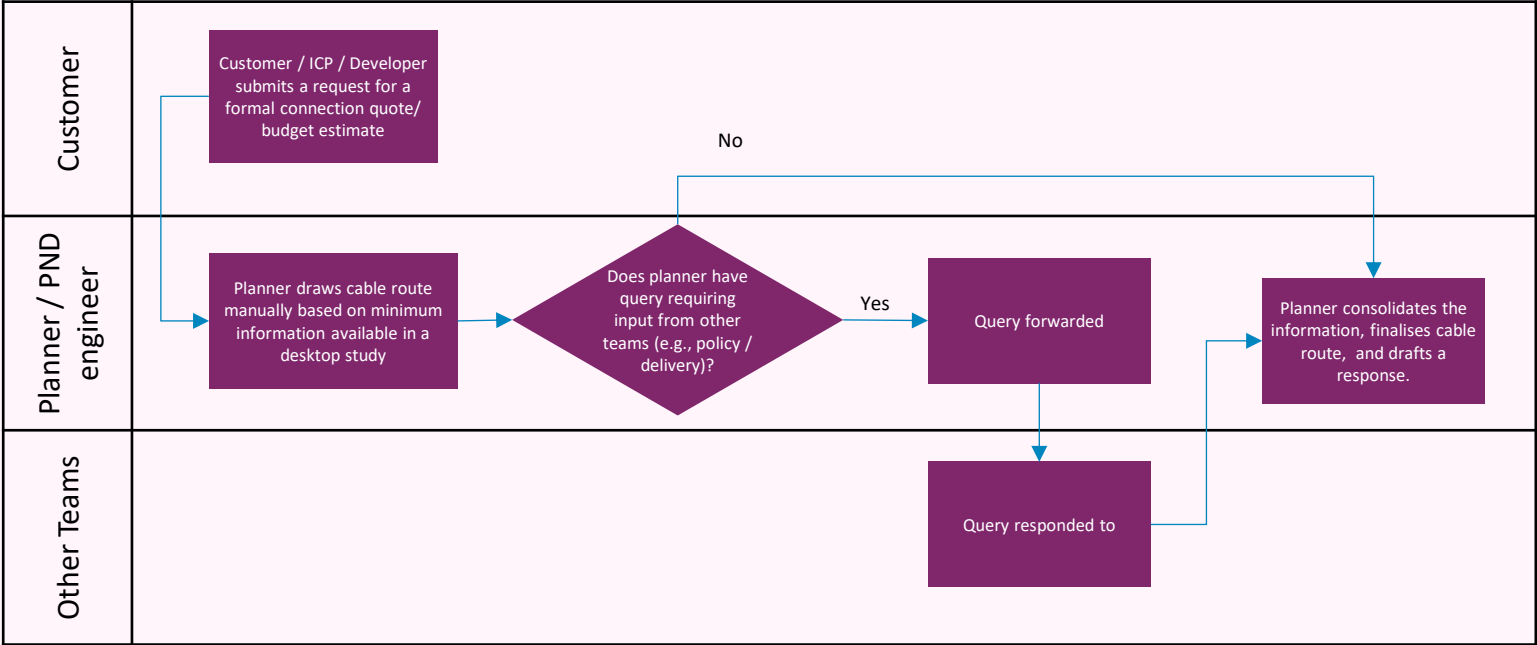 Customer
Customer / ICP / Developer
submits a request for a
formal connection quote/
budget estimate
No
Planner / PND
engineer
Planner draws cable route
manually based on minimum
information available in a
desktop study
Does planner have
query requiring
input from other
teams (e.g., policy /
delivery)?
Yes
Query forwarded
Planner consolidates the
information, finalises cable
route, and drafts a
response.
Other Teams
Query responded to